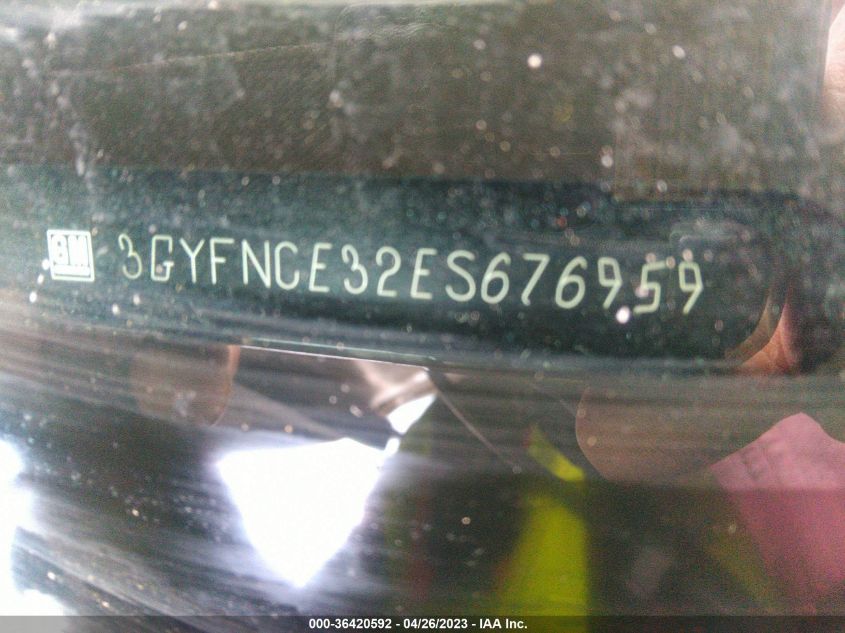 GM 3GYFNCE32ES676959
000-36420592 - 04/26/2023 - IAA Inc.